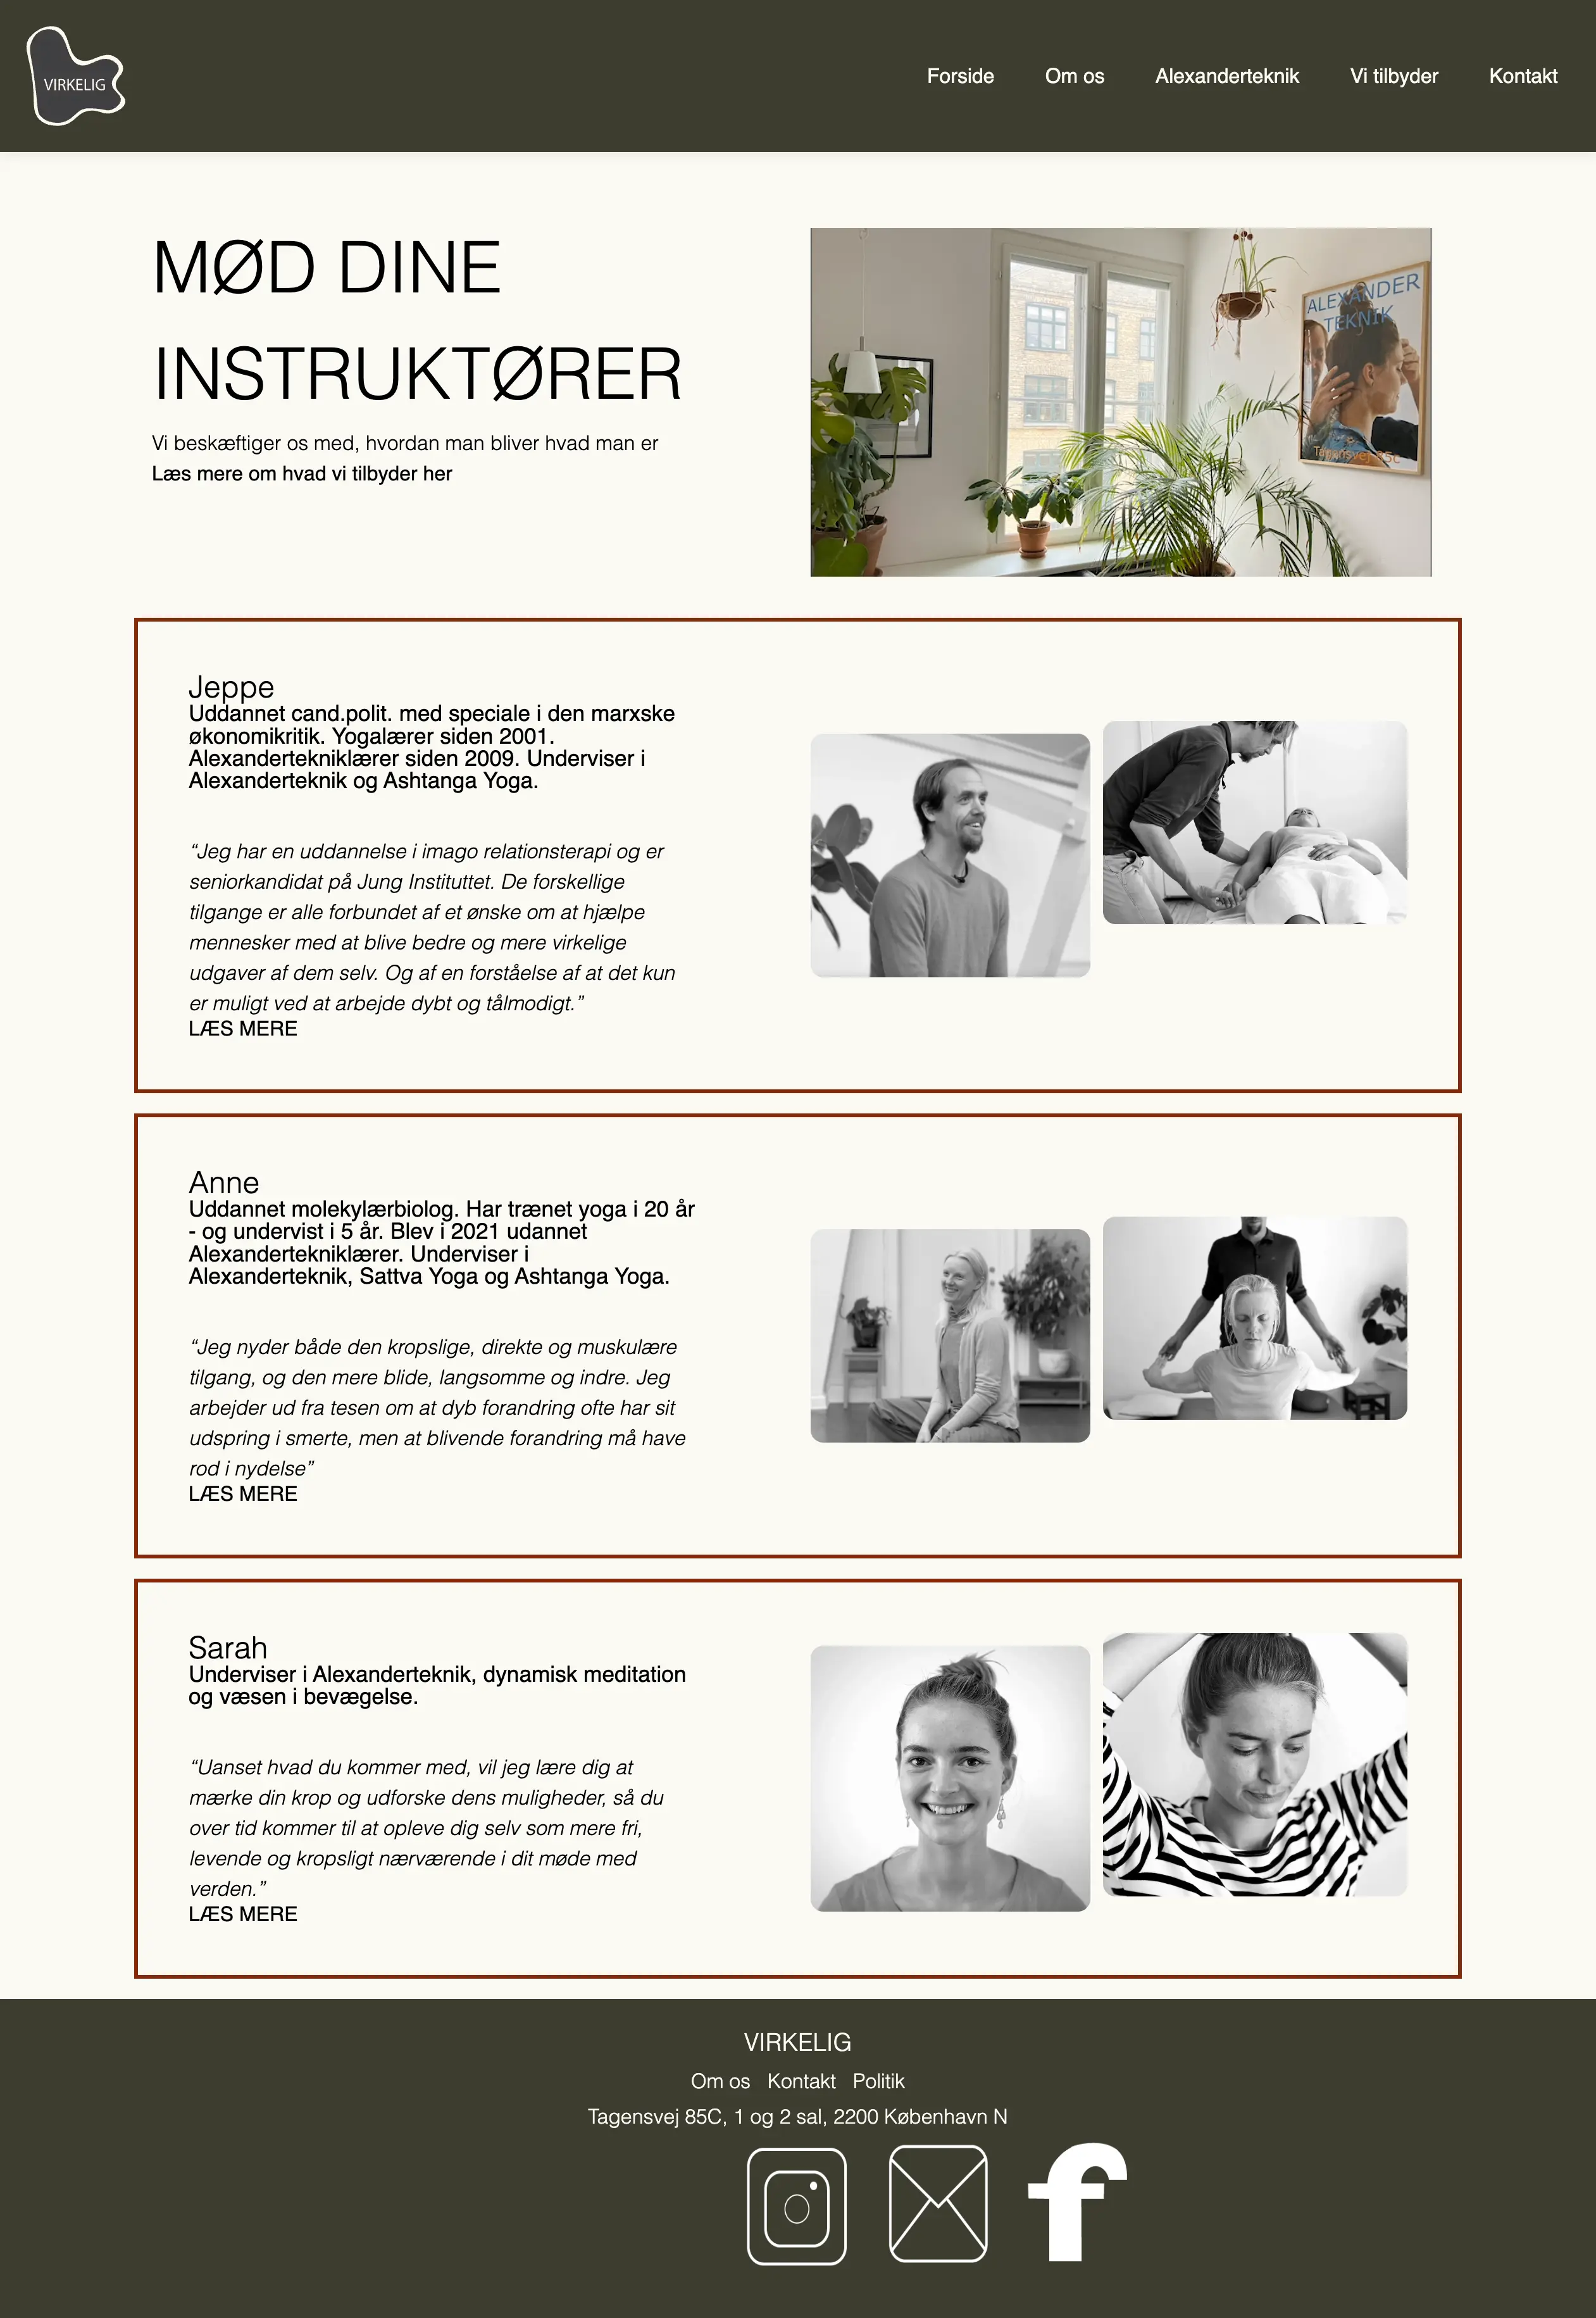 VIRKELIG
Forside
Om os
Alexanderteknik
Vi tilbyder
Kontakt
MØD DINE
INSTRUKTØRER
Vi beskæftiger os med, hvordan man bliver hvad man er
Læs mere om hvad vi tilbyder her
ALEXANDER
TEKNIK
Tagensvej 85c
Jeppe
Uddannet cand.polit. med speciale i den marxske
økonomikritik. Yogalærer siden 2001.
Alexandertekniklærer siden 2009. Underviser i
Alexanderteknik og Ashtanga Yoga.
“Jeg har en uddannelse i imago relationsterapi og er
seniorkandidat på Jung Instituttet. De forskellige
tilgange er alle forbundet af et ønske om at hjælpe
mennesker med at blive bedre og mere virkelige
udgaver af dem selv. Og af en forståelse af at det kun
er muligt ved at arbejde dybt og tålmodigt.”
LÆS MERE
Anne
Uddannet molekylærbiolog. Har trænet yoga i 20 år
- og undervist i 5 år. Blev i 2021 udannet
Alexandertekniklærer. Underviser i
Alexanderteknik, Sattva Yoga og Ashtanga Yoga.
“Jeg nyder både den kropslige, direkte og muskulære
tilgang, og den mere blide, langsomme og indre. Jeg
arbejder ud fra tesen om at dyb forandring ofte har sit
udspring i smerte, men at blivende forandring må have
rod i nydelse”
LÆS MERE
Sarah
Underviser i Alexanderteknik, dynamisk meditation
og væsen i bevægelse.
“Uanset hvad du kommer med, vil jeg lære dig at
mærke din krop og udforske dens muligheder, så du
over tid kommer til at opleve dig selv som mere fri,
levende og kropsligt nærværende i dit møde med
verden.”
LÆS MERE
VIRKELIG
Om os Kontakt Politik
Tagensvej 85C, 1 og 2 sal, 2200 København N